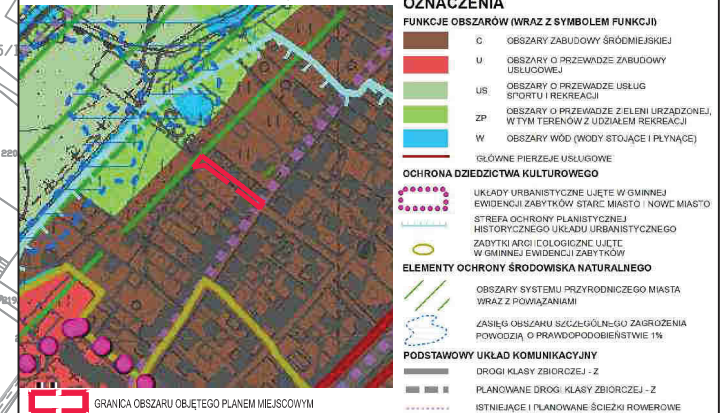 OZNACZENIA
FUNKCJE OBSZARÓW (WRAZ Z SYMBOLEM FUNKCJI)
C OBSZARY ZABUDOWY ŚRÓDMIEJSKIEJ
U OBSZARY O PRZEWADZE ZABUDOWY
USŁUGOWEJ
US OBSZARY O PRZEWADZE USŁUG
SPORTU I REKREACJI
ZP OBSZARY O PRZEWADZE ZIELENI URZĄDZONEJ,
W TYM TERENÓW Z UDZIAŁEM REKREACJI
W OBSZARY WÓD (WODY STOJĄCE I PŁYNĄCE)
GŁÓWNE PIERZEJE USŁUGOWE
OCHRONA DZIEDZICTWA KULTUROWEGO
UKŁADY URBANISTYCZNE UJĘTE W GMINNEJ
EWIDENCJI ZABYTKÓW STARE MIASTO I NOWE MIASTO
STREFA OCHRONY PLANISTYCZNEJ
HISTORYCZNEGO UKŁADU URBANISTYCZNEGO
ZABYTKI ARCHEOLOGICZNE UJĘTE
W GMINNEJ EWIDENCJI ZABYTKÓW
ELEMENTY OCHRONY ŚRODOWISKA NATURALNEGO
OBSZARY SYSTEMU PRZYRODNICZEGO MIASTA
WRAZ Z POWIĄZANIAMI
ZASIĘG OBSZARU SZCZEGÓLNEGO ZAGROŻENIA
POWODZIĄ O PRAWDOPODOBIEŃSTWIE 1%
PODSTAWOWY UKŁAD KOMUNIKACYJNY
DROGI KLASY ZBIORCZEJ - Z
PLANOWANE DROGI KLASY ZBIORCZEJ - Z
ISTNIEJĄCE I PLANOWANE ŚCIEŻKI ROWEROWE
220
219
GRANICA OBSZARU OBJĘTEGO PLANEM MIEJSCOWYM